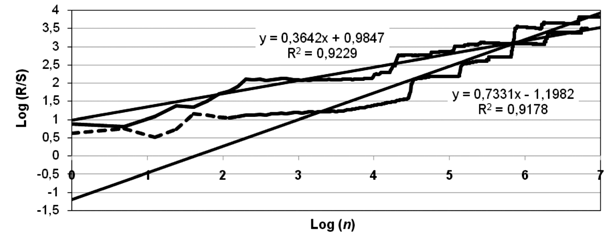 4
3,5
3
2,5
2
1,5
1
0,5
0
-0,5
-1
-1,5
Log (R/S)
y = 0,3642x + 0,9847
R² = 0,9229
y = 0,7331x - 1,1982
R² = 0,9178
0 1 2 3 4 5 6 7
Log (n)